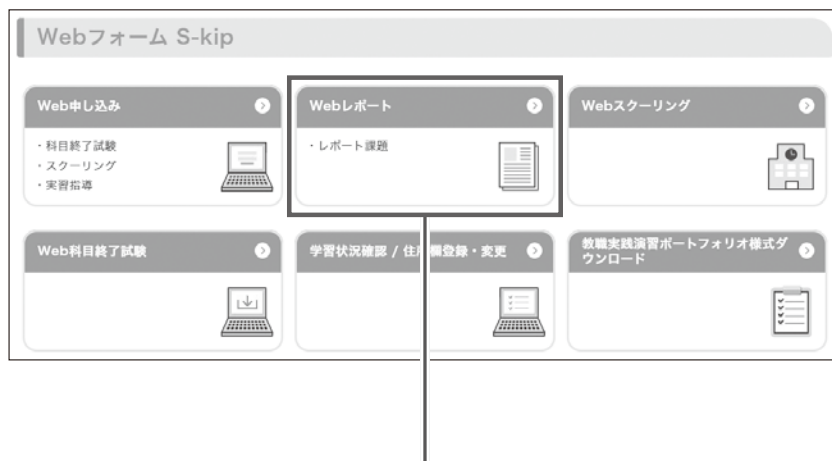 Webフォーム S-kip
Web申し込み
・科目終了試験
・スクーリング
・実習指導
Webレポート
・レポート課題
Webスクーリング
Web科目終了試験
学習状況確認 / 住 欄登録・変更
教職実践演習ポートフォリオ様式ダ
ウンロード